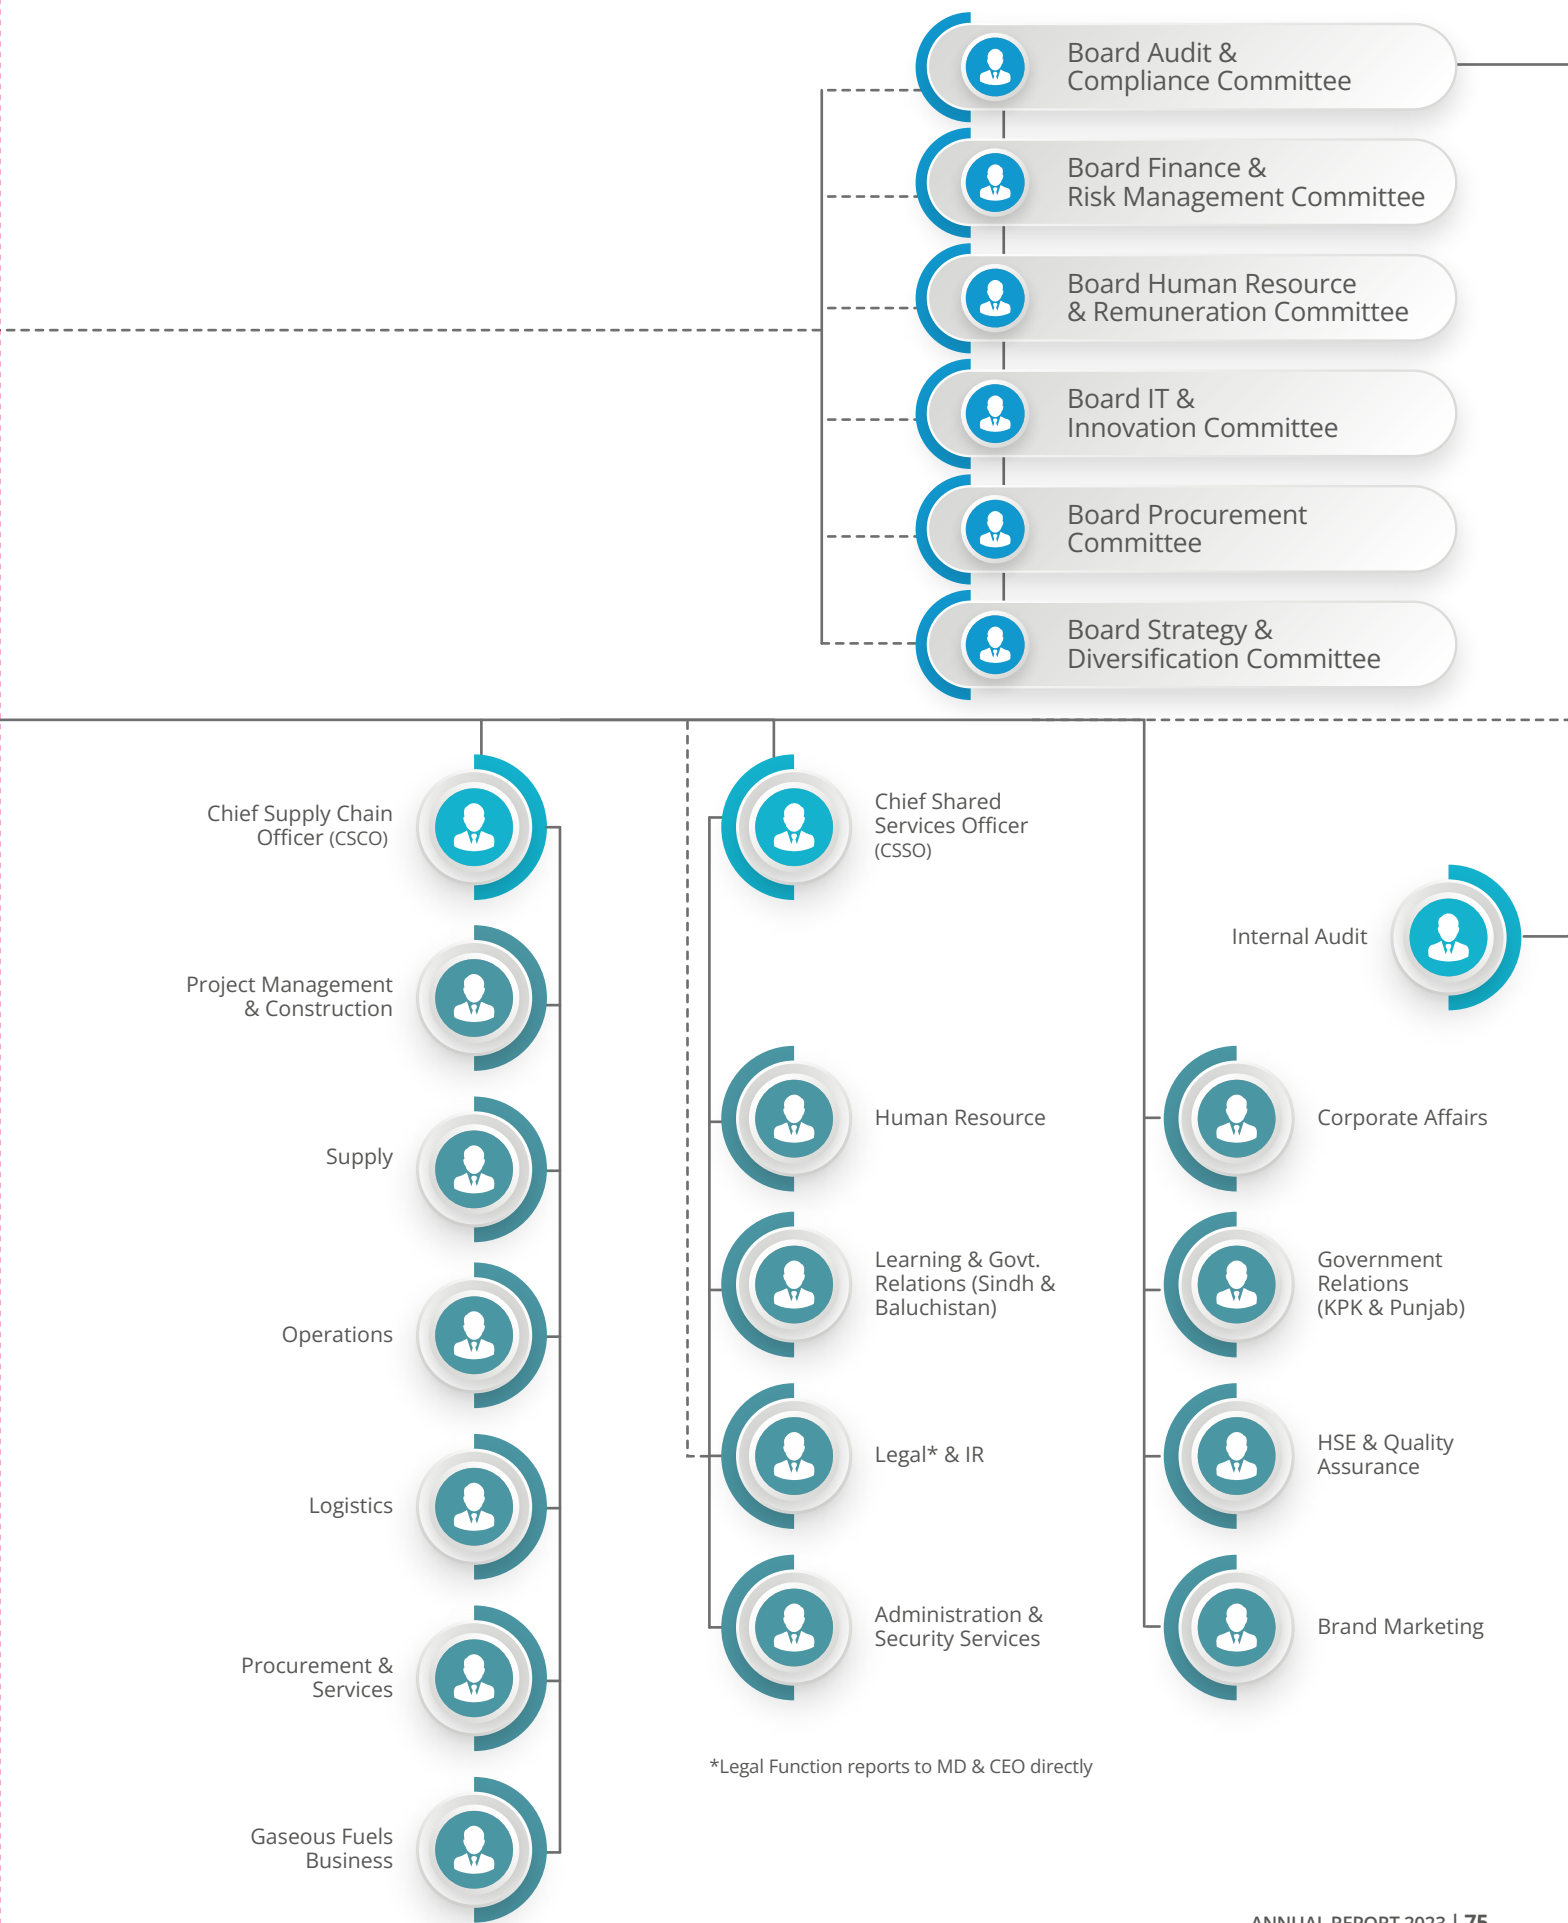 Board Audit &
Compliance Committee
Board Finance &
Risk Management Committee
Board Human Resource
& Remuneration Committee
Board IT &
Innovation Committee
Board Procurement
Committee
Board Strategy &
Diversification Committee
Chief Supply Chain
Officer (CSCO)
Project Management
& Construction
Supply
Operations
Logistics
Procurement &
Services
Gaseous Fuels
Business
Chief Shared
Services Officer
(CSSO)
Human Resource
Learning & Govt.
Relations (Sindh &
Baluchistan)
Legal* & IR
Administration &
Security Services
Internal Audit
Corporate Affairs
Government
Relations
(KPK & Punjab)
HSE & Quality
Assurance
Brand Marketing
*Legal Function reports to MD & CEO directly
ANNUAL REPORT 2023 | 75